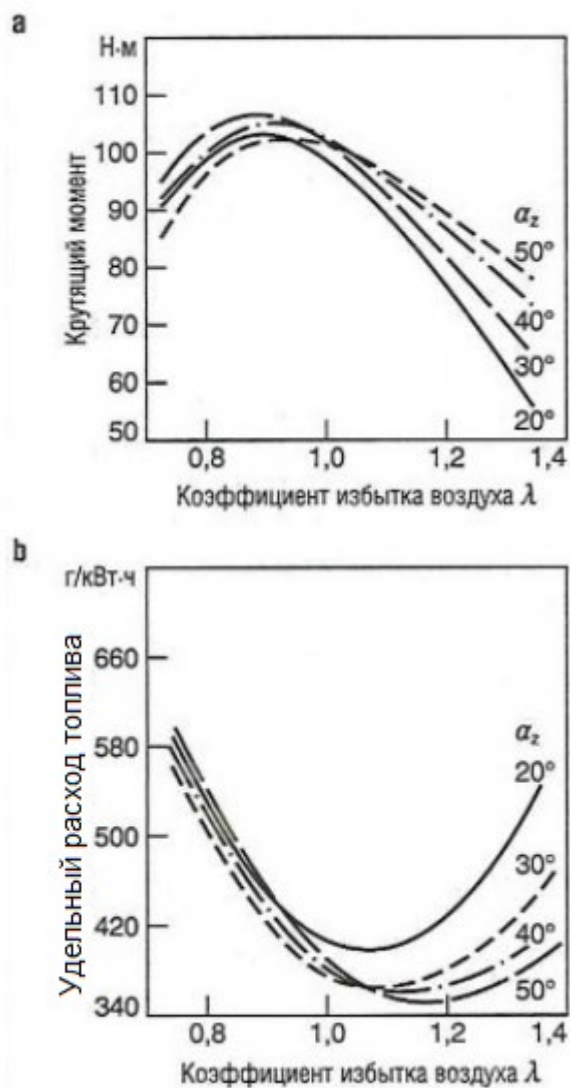 a
Н·м
110
100
90
80
70
60
50
Крутящий момент
α_z
50°
40°
30°
20°
0,8 1,0 1,2 1,4
Коэффициент избытка воздуха λ
b
г/кВт·ч
660
580
500
420
340
Удельный расход топлива
α_z
20°
30°
40°
50°
0,8 1,0 1,2 1,4
Коэффициент избытка воздуха λ